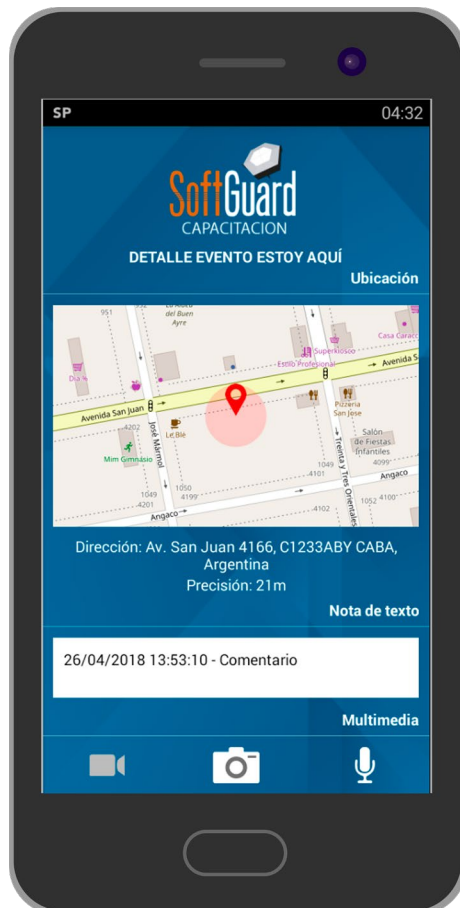 SP
04:32
SoftGuard
CAPACITACION
DETALLE EVENTO ESTOY AQUÍ
Ubicación
951
del Buen
Ayre
Casa Carac
Superkiosco
Estilo Profesional
Dia %
Avenida S
Avenida San Juan
Pizzeria
San Jose
4202
Le Blé
José Mármol
Salón
de Fiestas
Infantiles
Mim Gimnasio
Treinta y Tres Orientales
1049
4101
4099
Angaco
1050
4199
1049
4201
1052
4100
4102
Angaco
Dirección: Av. San Juan 4166, C1233ABY CABA,
Argentina
Precisión: 21m
Nota de texto
26/04/2018 13:53:10 - Comentario
Multimedia